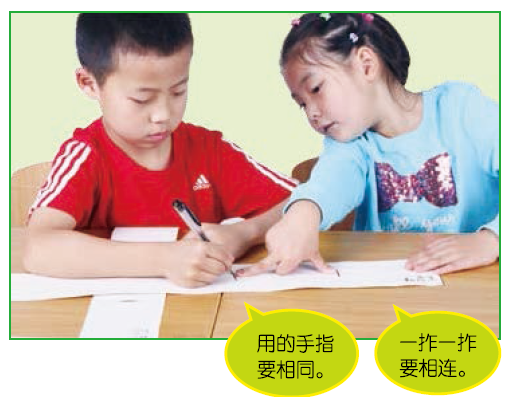 adidas
用的手指
要相同。
一拃一拃
要相连。